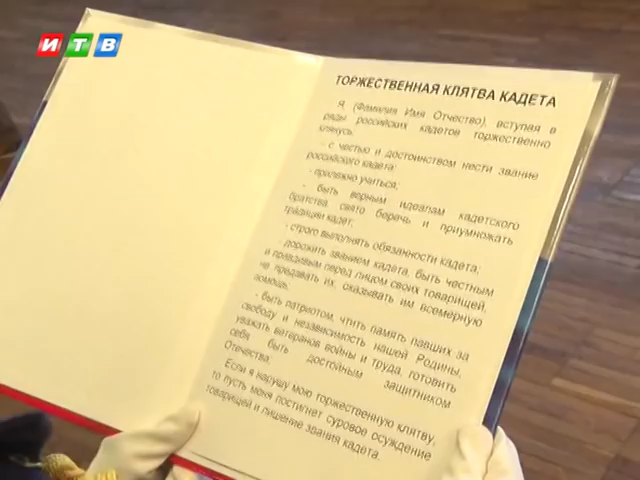 ИТВ
ТОРЖЕСТВЕННАЯ КЛЯТВА КАДЕТА
Я (Фамилия Имя Отчество), вступая в
ряды российских кадетов торжественно
клянусь:
- с честью и достоинством нести звание
российского кадета;
- прилежно учиться;
- быть верным идеалам кадетского
братства, свято беречь и приумножать
традиции кадет;
- строго выполнять обязанности кадета;
дорожить званием кадета, быть честным
и правдивым перед лицом своих товарищей,
не предавать их, оказывать им всемерную
помощь;
- быть патриотом, чтить память павших за
свободу и независимость нашей Родины,
уважать ветеранов войны и труда, готовить
себя быть достойным защитником
Отечества;
Если я нарушу мою торжественную клятву,
то пусть меня постигнет суровое осуждение
товарищей и лишение звания кадета.